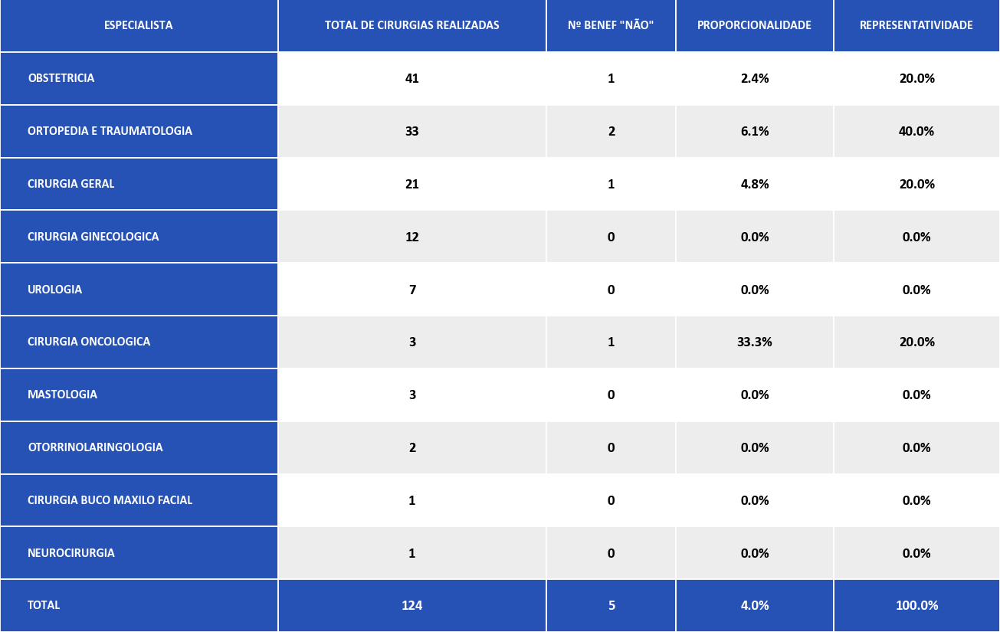 ESPECIALISTA TOTAL DE CIRURGIAS REALIZADAS Nº BENEF "NÃO" PROPORCIONALIDADE REPRESENTATIVIDADE
OBSTETRICIA 41 1 2.4% 20.0%
ORTOPEDIA E TRAUMATOLOGIA 33 2 6.1% 40.0%
CIRURGIA GERAL 21 1 4.8% 20.0%
CIRURGIA GINECOLOGICA 12 0 0.0% 0.0%
UROLOGIA 7 0 0.0% 0.0%
CIRURGIA ONCOLOGICA 3 1 33.3% 20.0%
MASTOLOGIA 3 0 0.0% 0.0%
OTORRINOLARINGOLOGIA 2 0 0.0% 0.0%
CIRURGIA BUCO MAXILO FACIAL 1 0 0.0% 0.0%
NEUROCIRURGIA 1 0 0.0% 0.0%
TOTAL 124 5 4.0% 100.0%